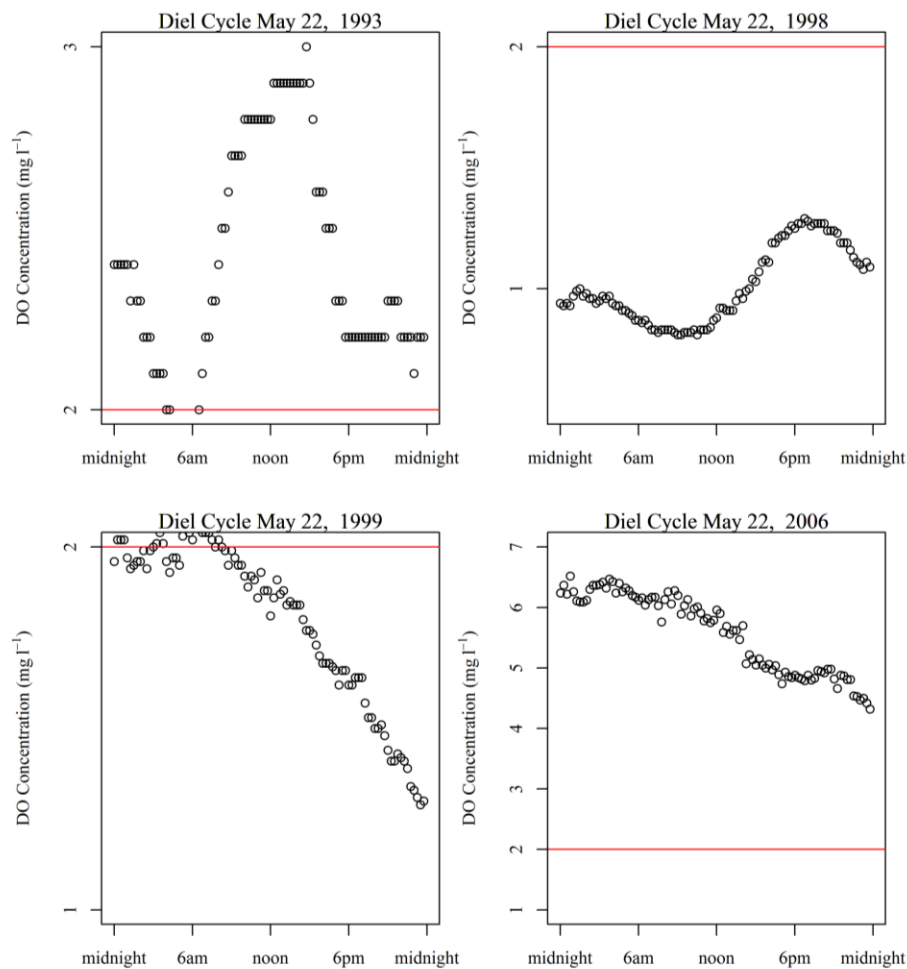 Diel Cycle May 22, 1993
DO Concentration (mg l⁻¹)
3
2
midnight 6am noon 6pm midnight
Diel Cycle May 22, 1998
DO Concentration (mg l⁻¹)
2
1
midnight 6am noon 6pm midnight
Diel Cycle May 22, 1999
DO Concentration (mg l⁻¹)
2
1
midnight 6am noon 6pm midnight
Diel Cycle May 22, 2006
DO Concentration (mg l⁻¹)
7
6
5
4
3
2
1
midnight 6am noon 6pm midnight